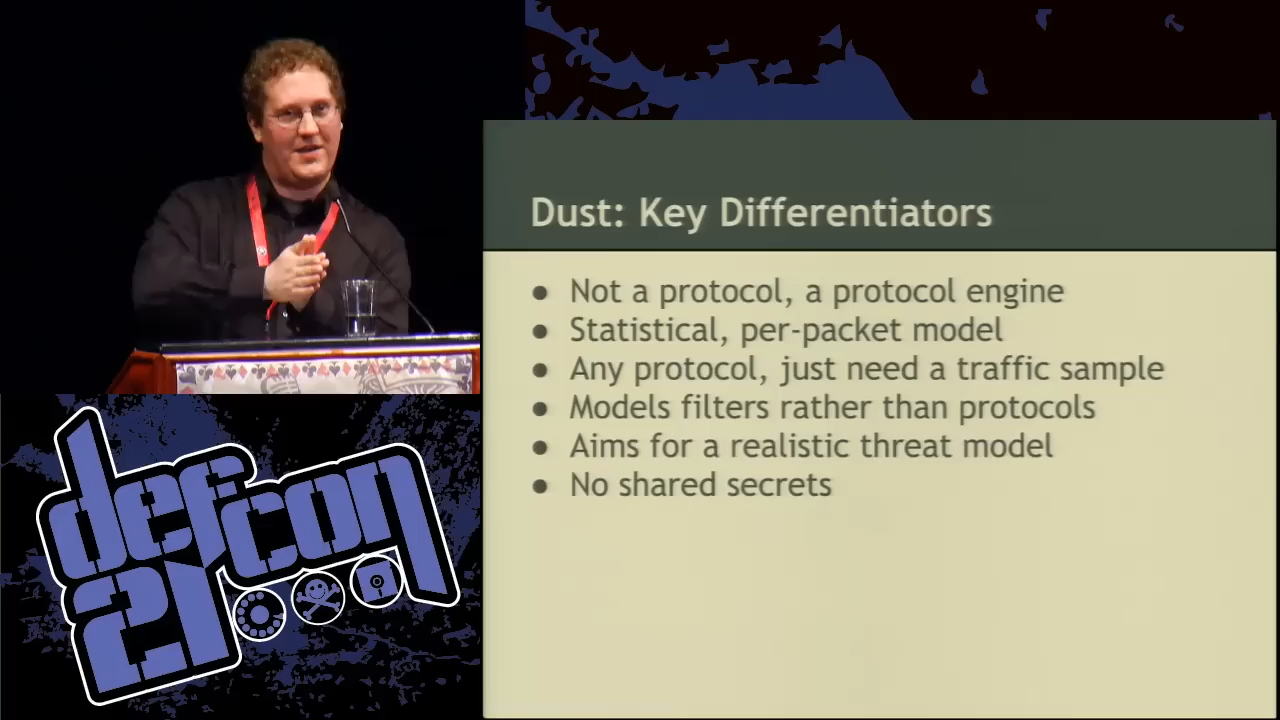 Dust: Key Differentiators
● Not a protocol, a protocol engine
● Statistical, per-packet model
● Any protocol, just need a traffic sample
● Models filters rather than protocols
● Aims for a realistic threat model
● No shared secrets
defcon
21